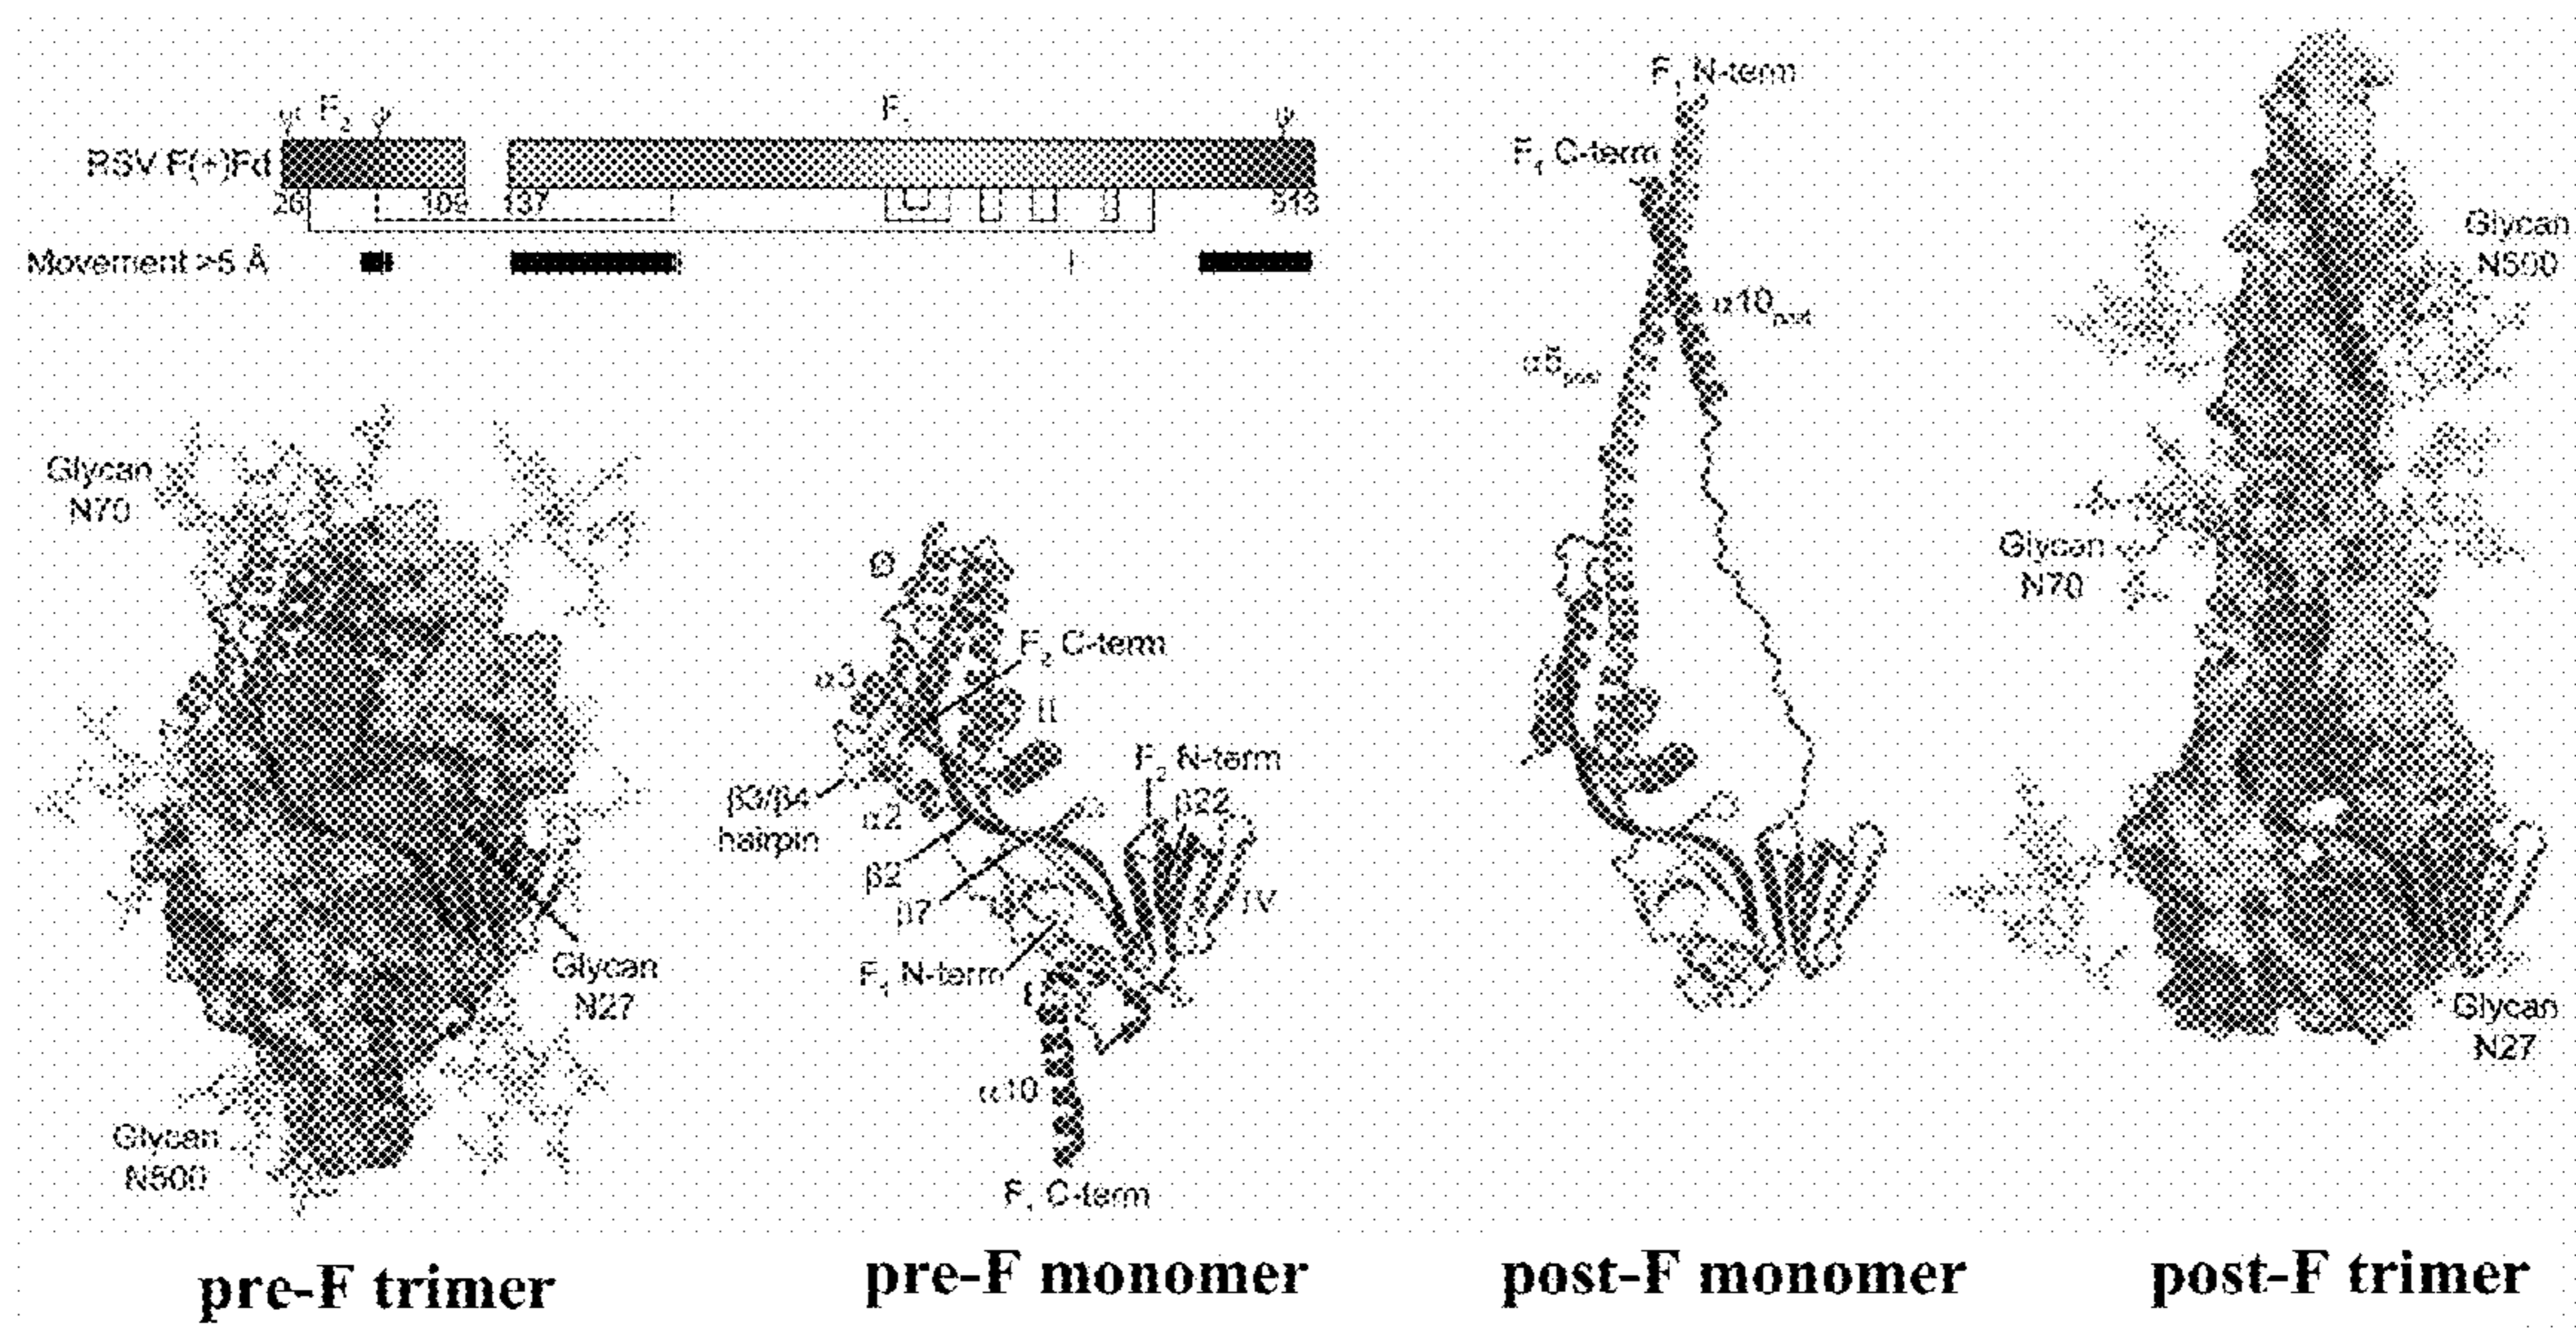 F2
F1
RSV F(+)Fd
26
109
137
513
Movement >5 Å
Glycan
N70
Glycan
N27
Glycan
N500
Ø
F2 C-term
α3
II
F2 N-term
β3/β4
hairpin
β22
α2
β2
β7
IV
F1 N-term
I
α10
F1 C-term
F1 N-term
F1 C-term
α10post
α5post
Glycan
N500
Glycan
N70
Glycan
N27
pre-F trimer
pre-F monomer
post-F monomer
post-F trimer